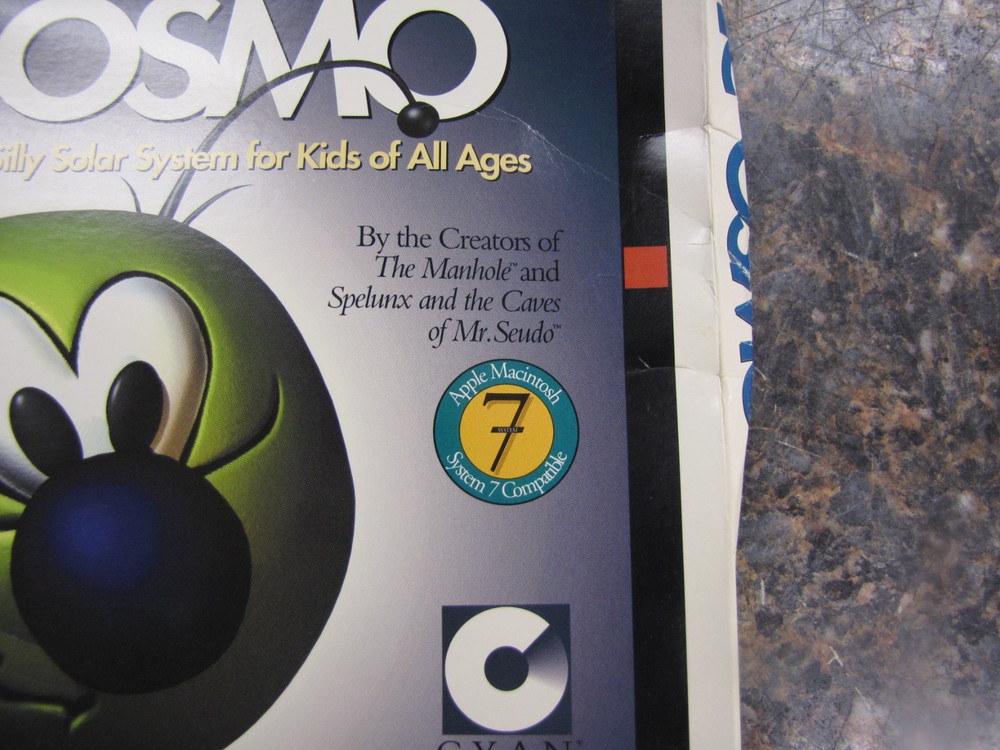 OSMO
Silly Solar System for Kids of All Ages
By the Creators of
The Manhole™ and
Spelunx and the Caves
of Mr. Seudo™
Apple Macintosh
7
SYSTEM
System 7 Compatible
CYAN®